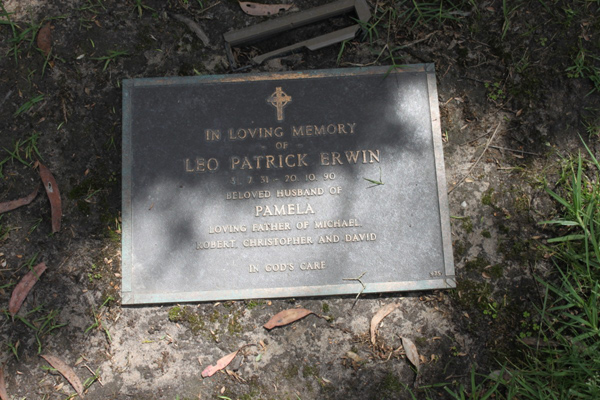 IN LOVING MEMORY
OF
LEO PATRICK ERWIN
7. 31 - 20. 10. 90
BELOVED HUSBAND OF
PAMELA
LOVING FATHER OF MICHAEL,
ROBERT, CHRISTOPHER AND DAVID
IN GOD'S CARE